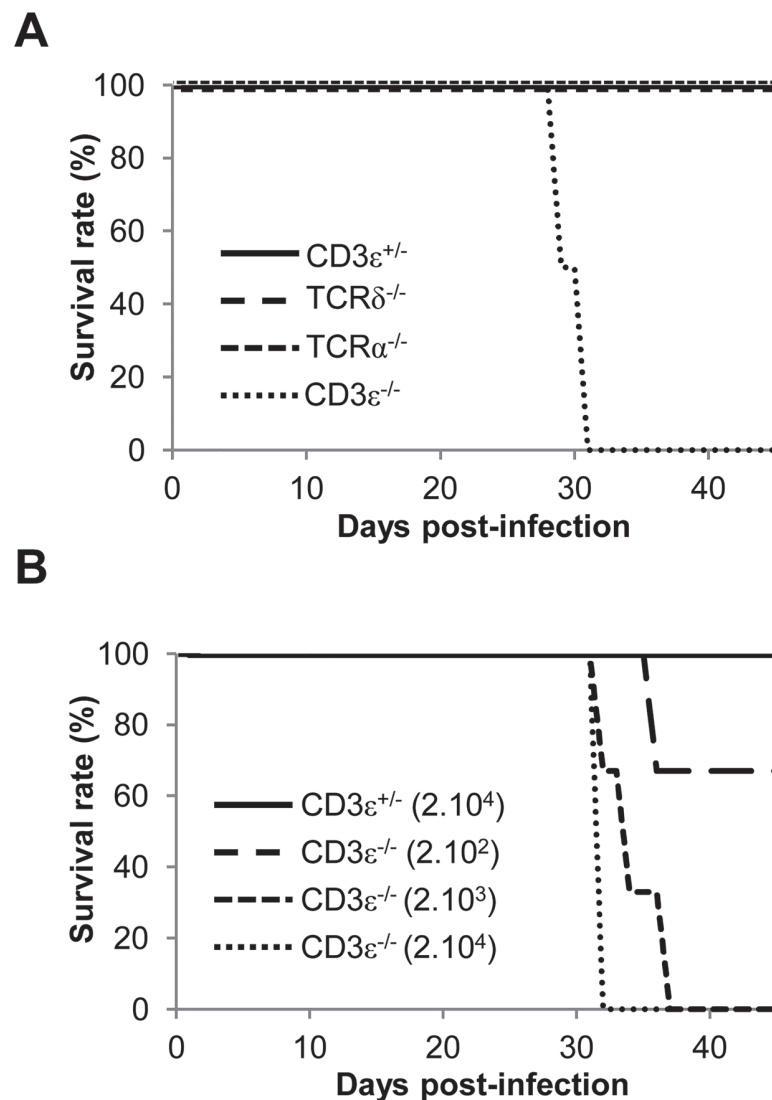 A
Survival rate (%)
100
80
60
40
20
0
CD3ε+/-
TCRδ-/-
TCRα-/-
CD3ε-/-
0 10 20 30 40
Days post-infection
B
Survival rate (%)
100
80
60
40
20
0
CD3ε+/- (2.10⁴)
CD3ε-/- (2.10²)
CD3ε-/- (2.10³)
CD3ε-/- (2.10⁴)
0 10 20 30 40
Days post-infection